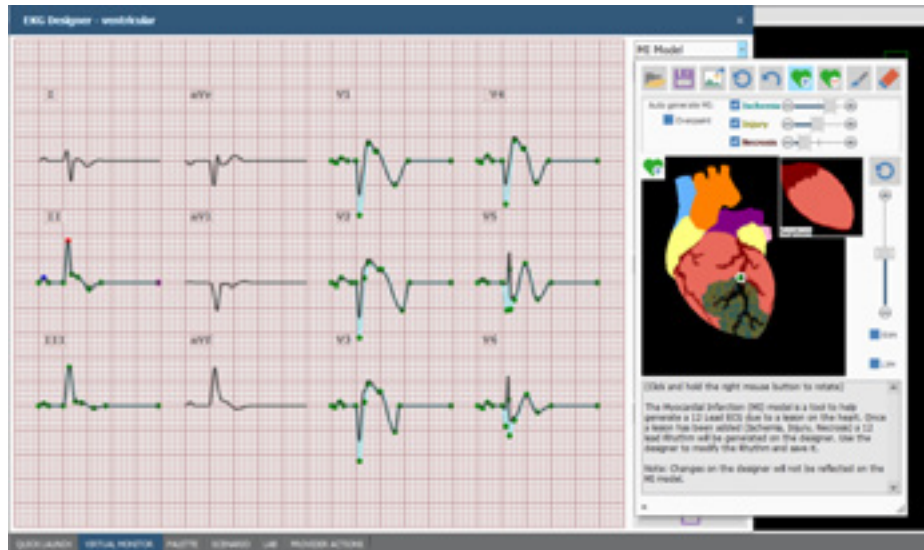 EKG Designer - ventricular
MI Model
Auto generate MI:
Overpaint
Ischemia
Injury
Necrosis
I
aVr
V1
V4
II
aVl
V2
V5
III
aVf
V3
V6
(Click and hold the right mouse button to rotate)
The Myocardial Infarction (MI) model is a tool to help
generate a 12 Lead ECG due to a lesion on the heart. Once
a lesion has been added (Ischemia, Injury, Necrosis) a 12
lead Rhythm will be generated on the designer. Use the
designer to modify the Rhythm and save it.
Note: Changes on the designer will not be reflected on the
MI model.
QUICK LAUNCH VIRTUAL MONITOR PALETTE SCENARIO LAB PROVIDER ACTIONS